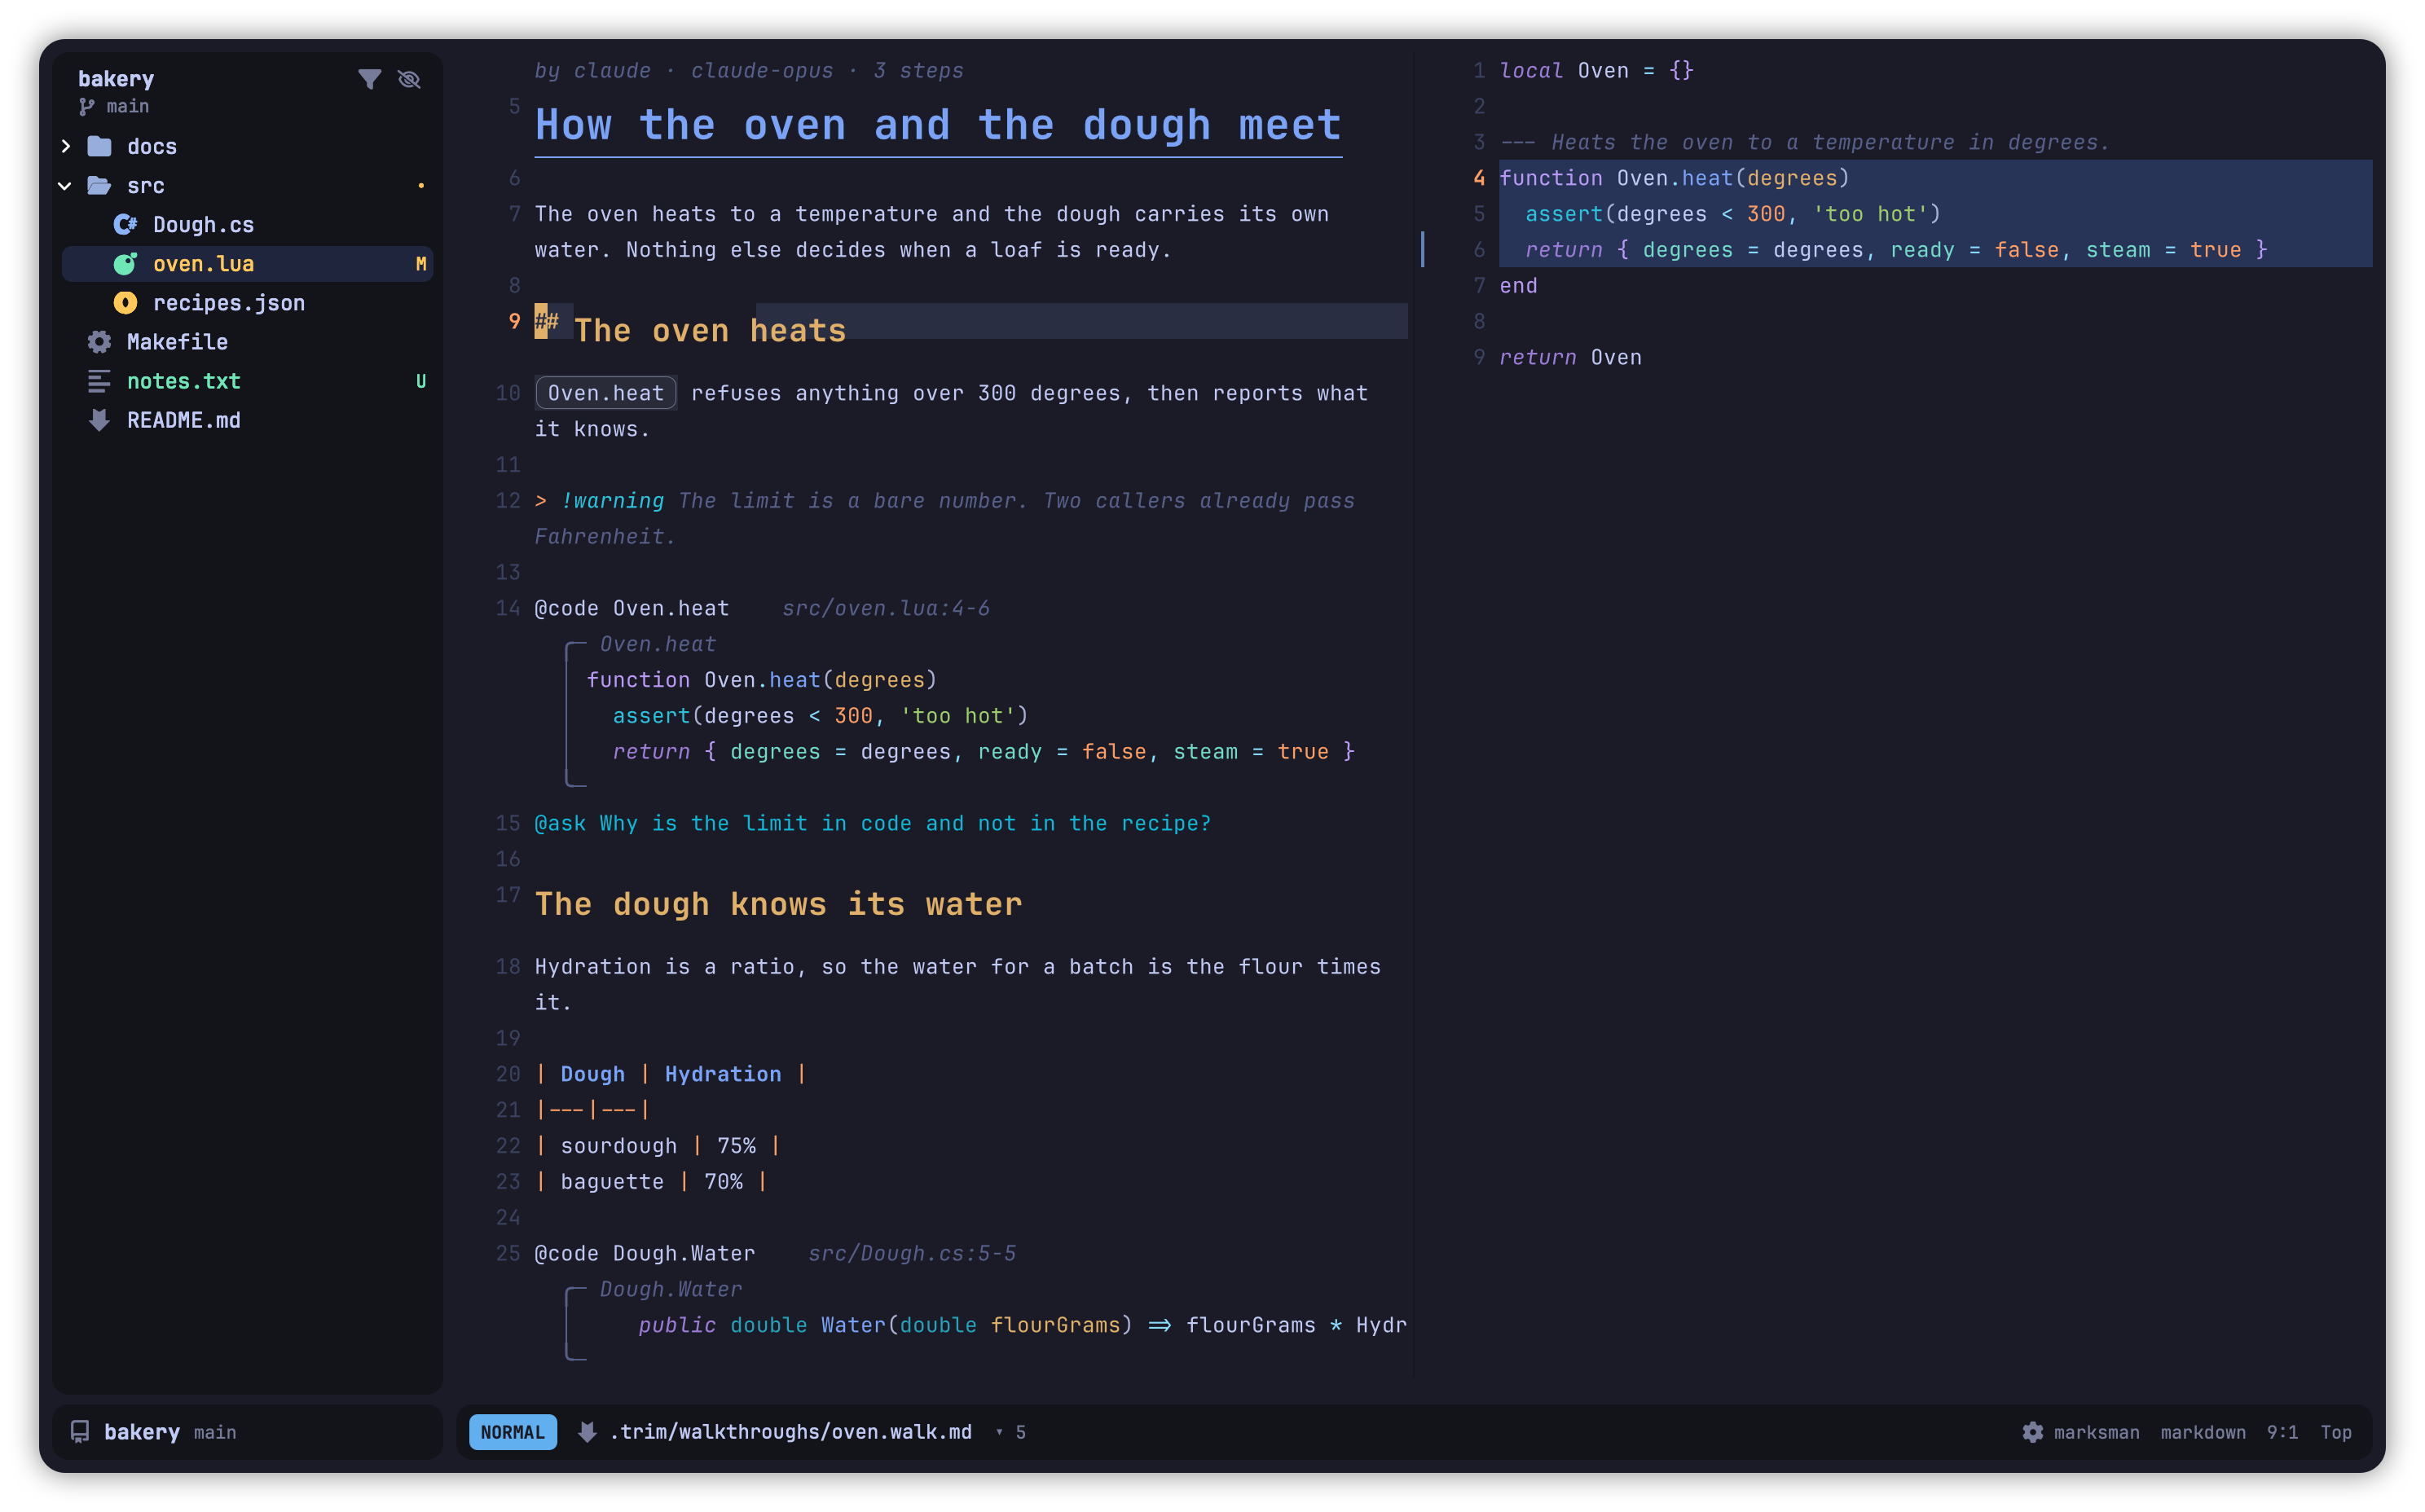 bakery
main
docs
src
Dough.cs
oven.lua M
recipes.json
Makefile
notes.txt U
README.md
bakery main
by claude · claude-opus · 3 steps
5 How the oven and the dough meet
6
7 The oven heats to a temperature and the dough carries its own
water. Nothing else decides when a loaf is ready.
8
9 ## The oven heats
10 Oven.heat refuses anything over 300 degrees, then reports what
it knows.
11
12 > !warning The limit is a bare number. Two callers already pass
Fahrenheit.
13
14 @code Oven.heat src/oven.lua:4-6
Oven.heat
function Oven.heat(degrees)
assert(degrees < 300, 'too hot')
return { degrees = degrees, ready = false, steam = true }
15 @ask Why is the limit in code and not in the recipe?
16
17 The dough knows its water
18 Hydration is a ratio, so the water for a batch is the flour times
it.
19
20 | Dough | Hydration |
21 |---|---|
22 | sourdough | 75% |
23 | baguette | 70% |
24
25 @code Dough.Water src/Dough.cs:5-5
Dough.Water
public double Water(double flourGrams) => flourGrams * Hydr
1 local Oven = {}
2
3 --- Heats the oven to a temperature in degrees.
4 function Oven.heat(degrees)
5 assert(degrees < 300, 'too hot')
6 return { degrees = degrees, ready = false, steam = true }
7 end
8
9 return Oven
NORMAL .trim/walkthroughs/oven.walk.md ▾ 5 marksman markdown 9:1 Top